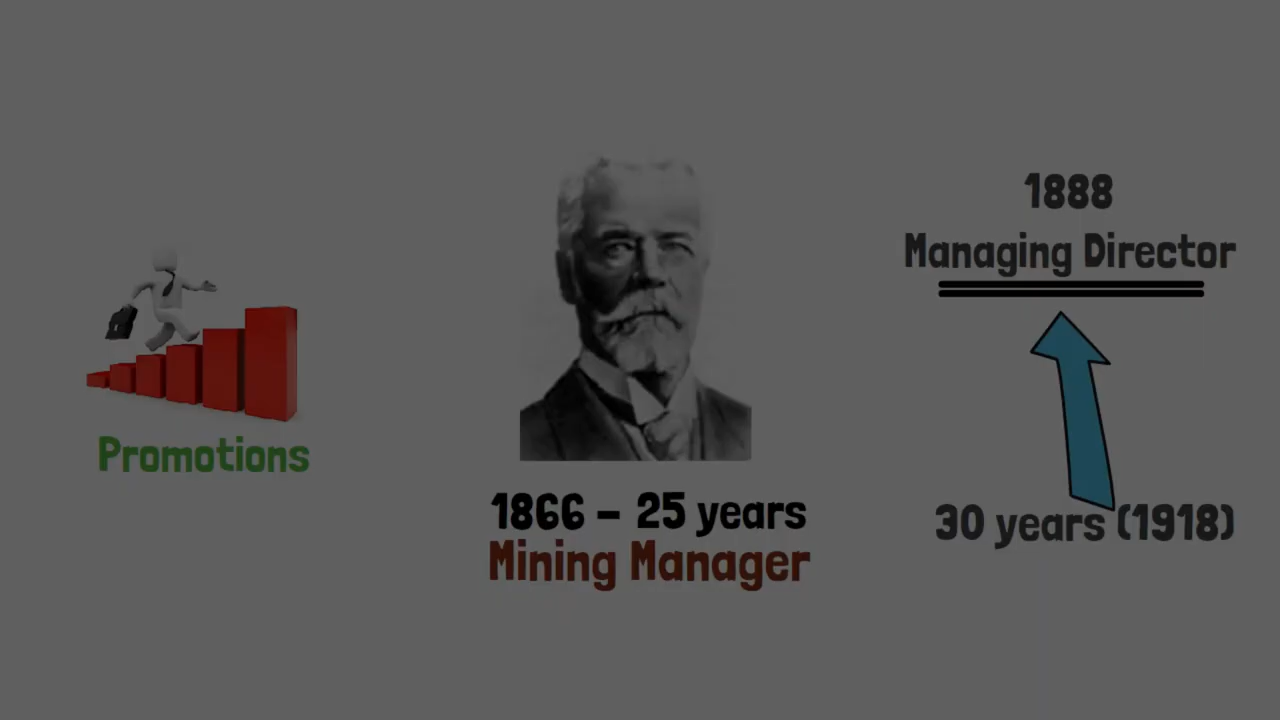 Promotions
1866 – 25 years
Mining Manager
1888
Managing Director
30 years (1918)